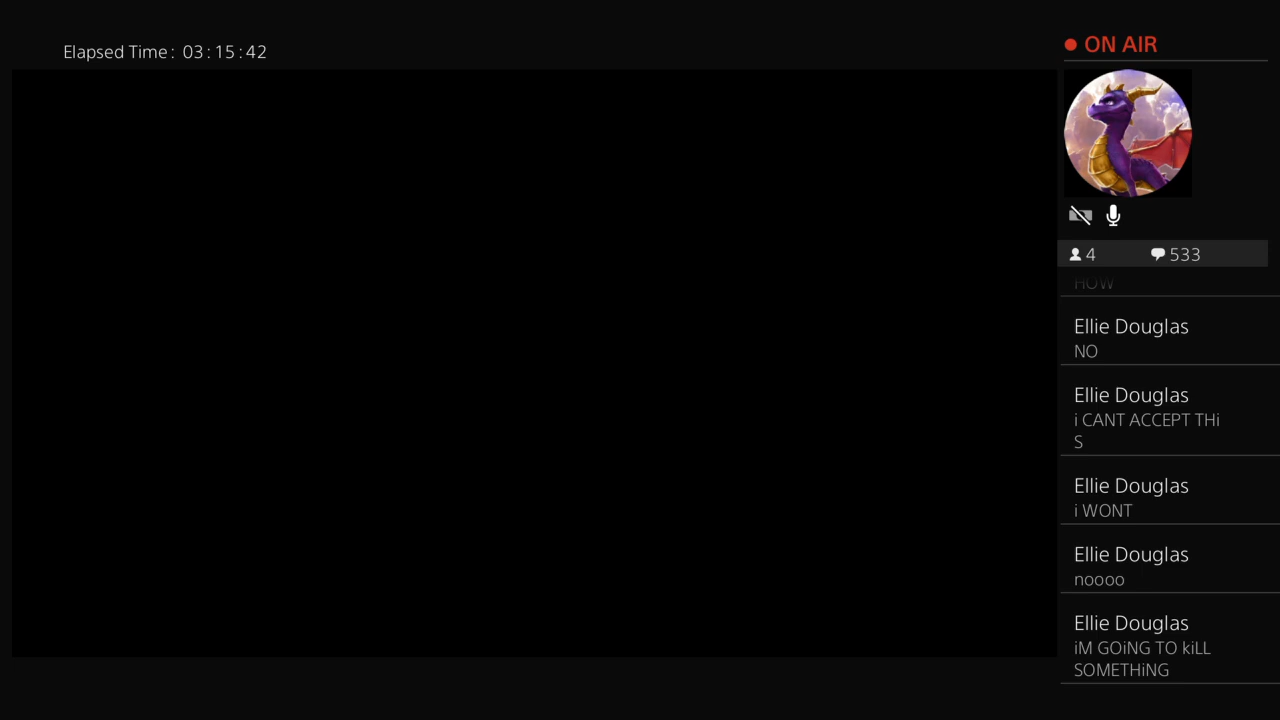 Elapsed Time: 03:15:42
ON AIR
4 533
HOW
Ellie Douglas
NO
Ellie Douglas
i CANT ACCEPT THi
S
Ellie Douglas
i WONT
Ellie Douglas
noooo
Ellie Douglas
iM GOiNG TO kiLL
SOMETHiNG